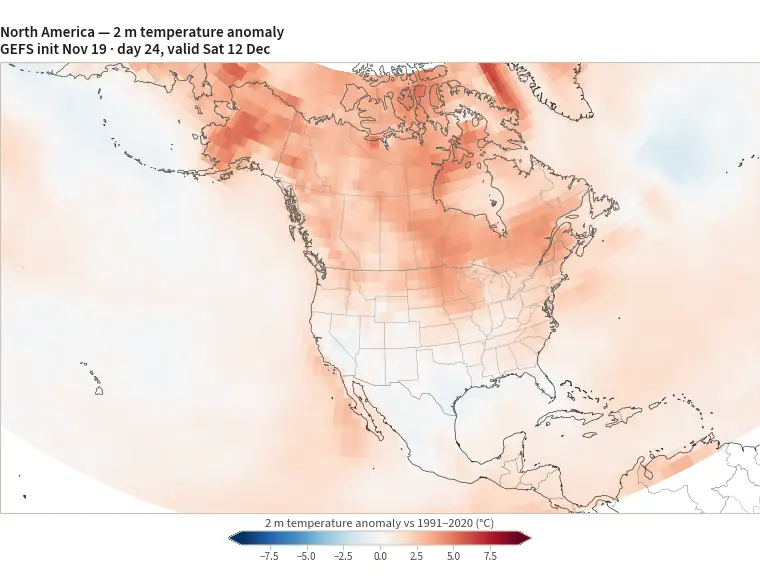 North America — 2 m temperature anomaly
GEFS init Nov 19 · day 24, valid Sat 12 Dec
2 m temperature anomaly vs 1991–2020 (°C)
−7.5 −5.0 −2.5 0.0 2.5 5.0 7.5